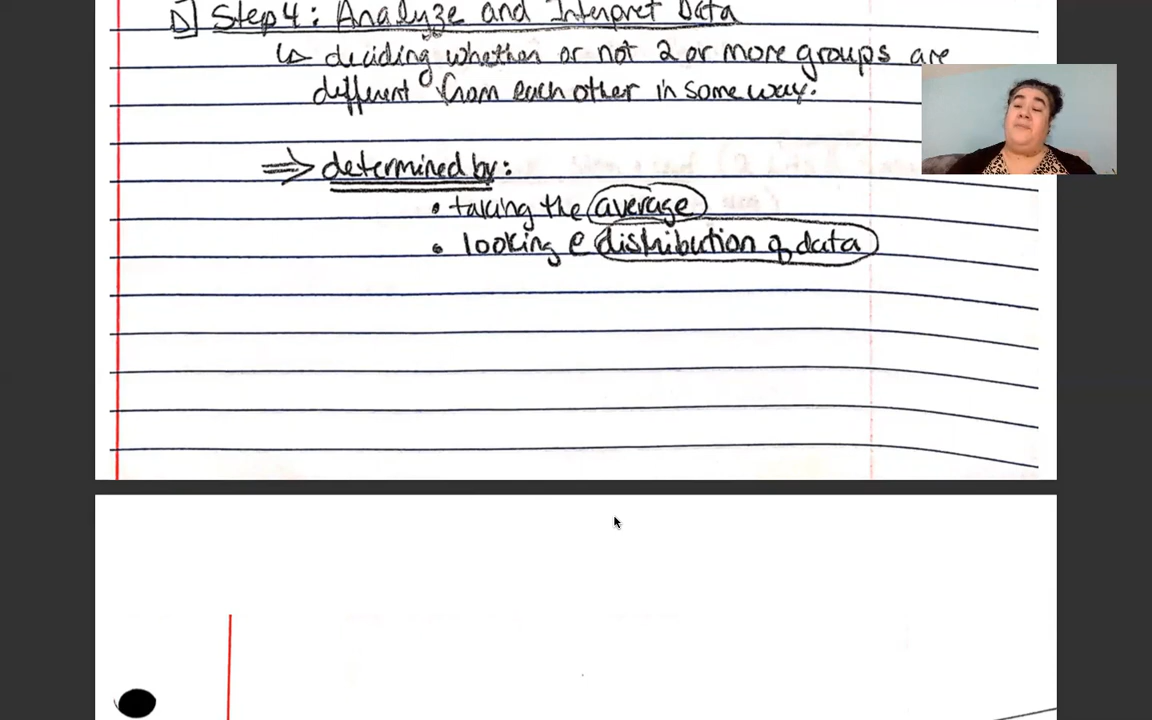 D] Step 4: Analyze and Interpret Data
↳ deciding whether or not 2 or more groups are
different from each other in some way.
⇒ determined by:
• taking the average
• looking @ distribution of data